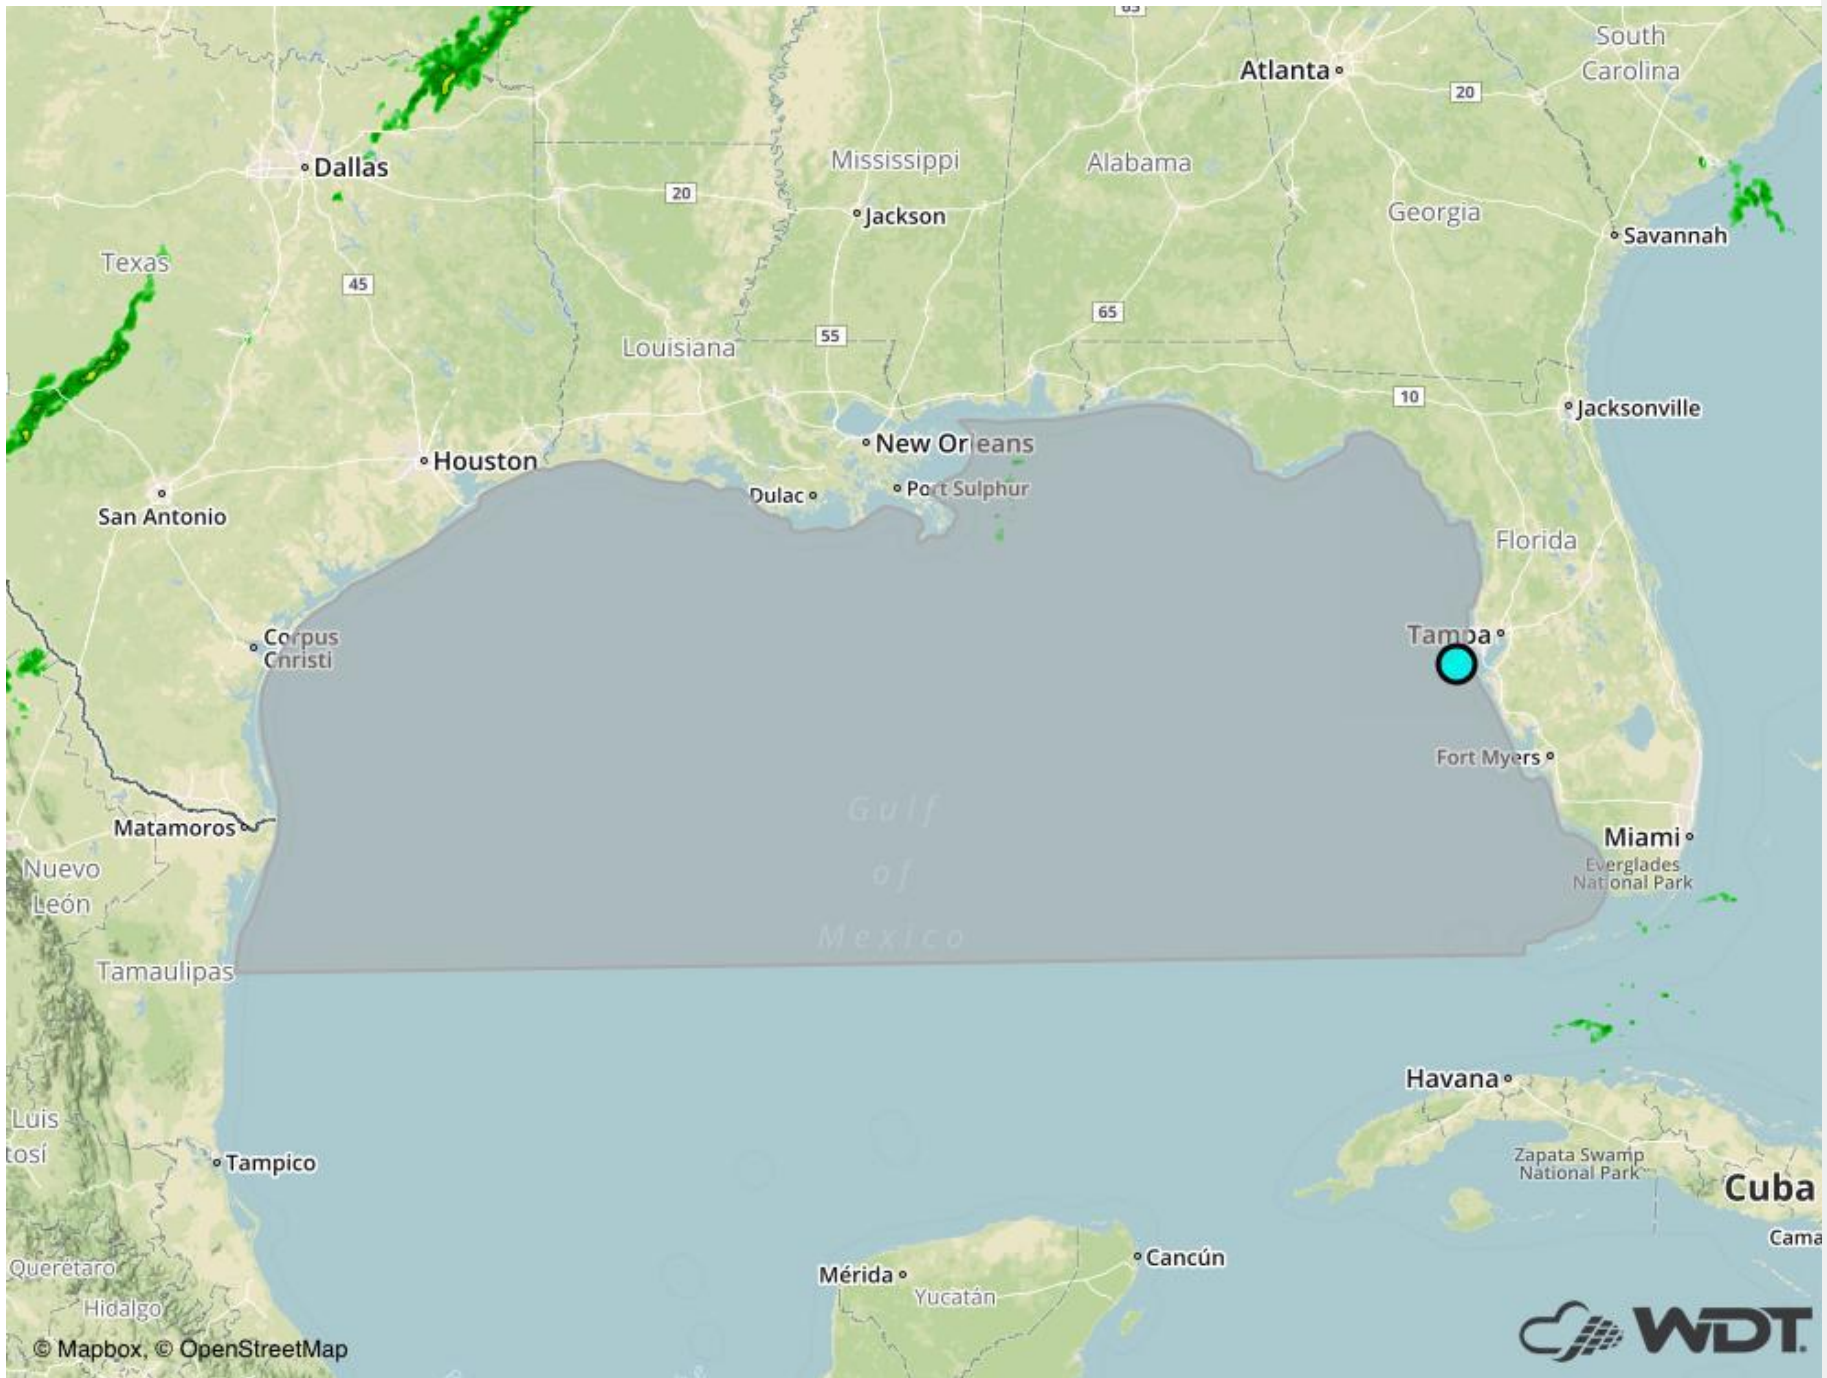 65
South
Carolina
Atlanta
20
Dallas
Mississippi
Alabama
20
Jackson
Georgia
Savannah
Texas
45
65
55
Louisiana
10
Jacksonville
New Orleans
Houston
Dulac
Port Sulphur
San Antonio
Florida
Corpus
Christi
Tampa
Fort Myers
Gulf
of
Mexico
Matamoros
Miami
Everglades
National Park
Nuevo
León
Tamaulipas
Havana
Luis
tosí
Tampico
Zapata Swamp
National Park
Cuba
Cama
Querétaro
Mérida
Cancún
Yucatán
Hidalgo
© Mapbox, © OpenStreetMap
WDT